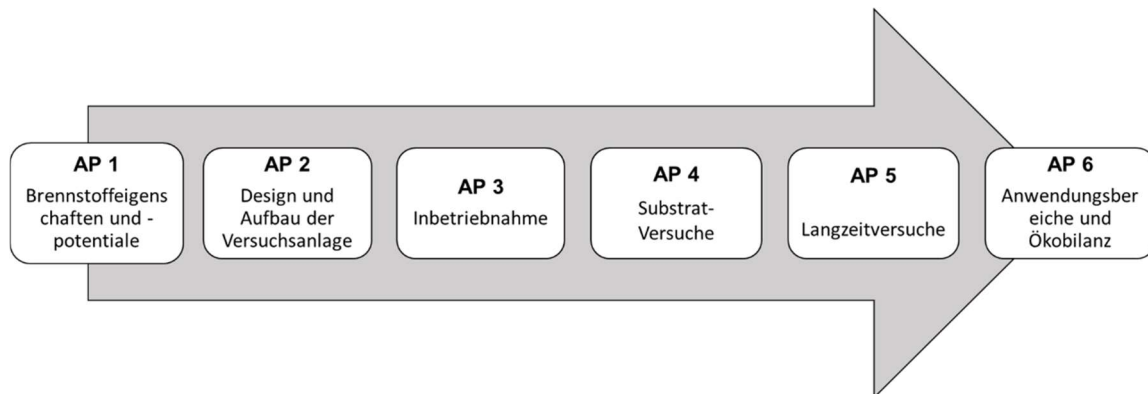 AP 1
Brennstoffeigens
chaften und -
potentiale
AP 2
Design und
Aufbau der
Versuchsanlage
AP 3
Inbetriebnahme
AP 4
Substrat-
Versuche
AP 5
Langzeitversuche
AP 6
Anwendungsber
eiche und
Ökobilanz